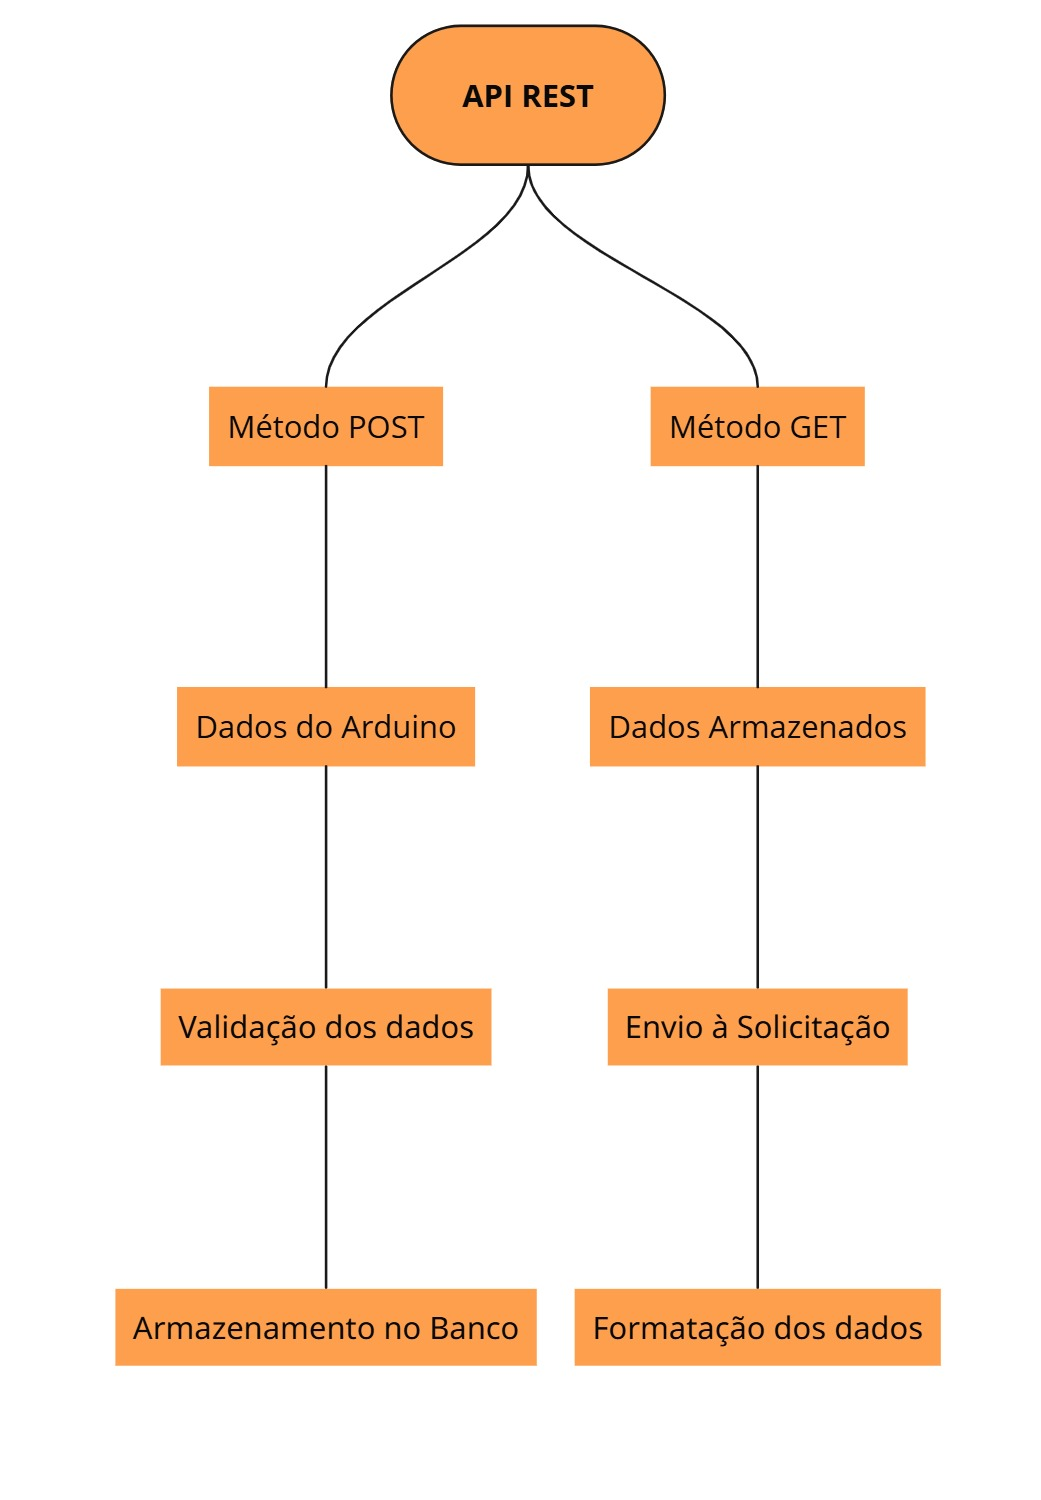 API REST
Método POST
Método GET
Dados do Arduino
Dados Armazenados
Validação dos dados
Envio à Solicitação
Armazenamento no Banco
Formatação dos dados